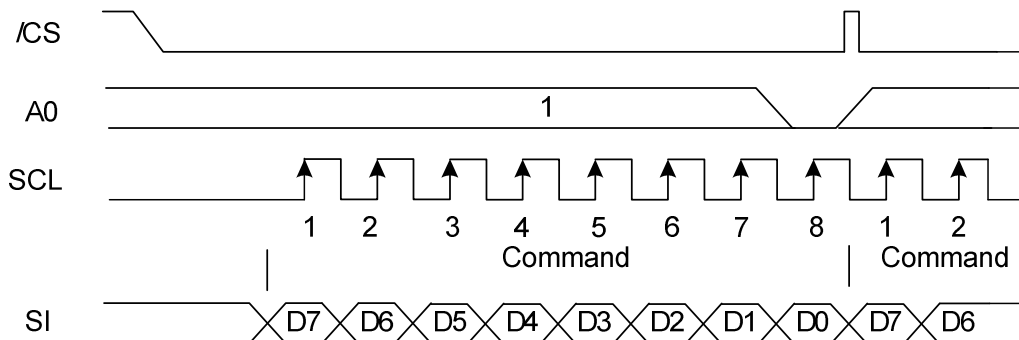 /CS
A0 1
SCL
1 2 3 4 5 6 7 8 1 2
Command Command
SI D7 D6 D5 D4 D3 D2 D1 D0 D7 D6